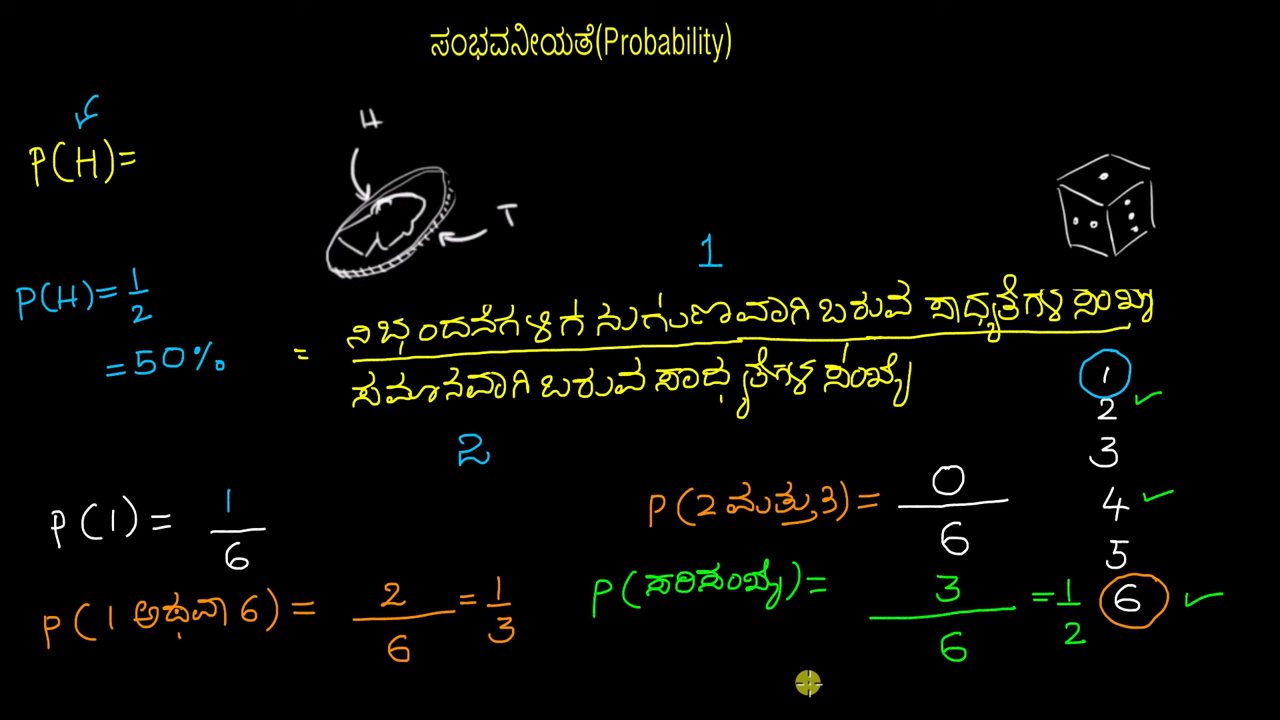 ಸಂಭವನೀಯತೆ(Probability)
H
P(H)=
T
1
P(H)=1/2
=50%
= ನಿಭಂದನೆಗಳಿಗೆ ಸುಗುಣವಾಗಿ ಬರುವ ಸಾಧ್ಯತೆಗಳ ಸಂಖ್ಯೆ
ಸಮಾನವಾಗಿ ಬರುವ ಸಾಧ್ಯತೆಗಳ ಸಂಖ್ಯೆ
2
1
2
3
4
5
6
P(1)= 1/6
P(2 ಮತ್ತು 3)= 0/6
P(1 ಅಥವಾ 6)= 2/6 =1/3
P(ಸರಿಸಂಖ್ಯೆ)= 3/6 =1/2